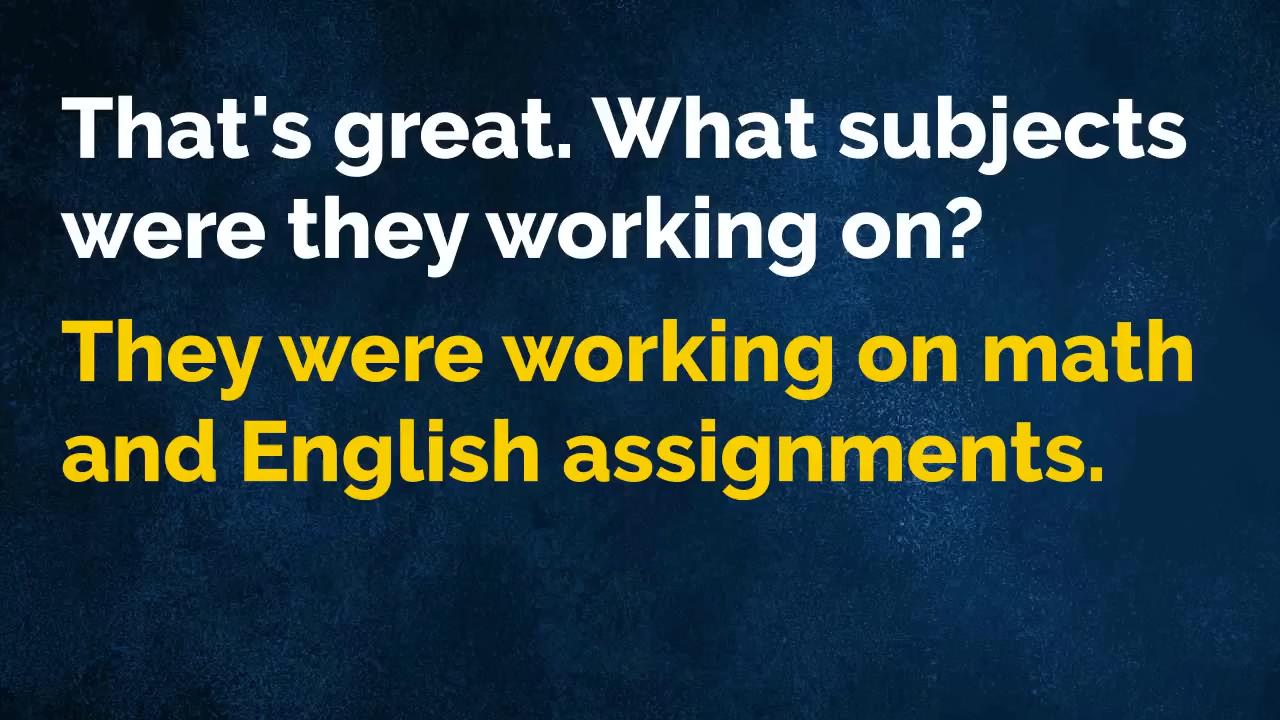 That's great. What subjects
were they working on?
They were working on math
and English assignments.